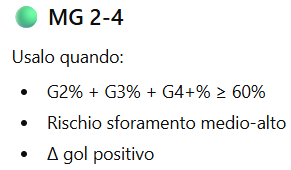 MG 2-4
Usalo quando:
• G2% + G3% + G4+% ≥ 60%
• Rischio sforamento medio-alto
• Δ gol positivo